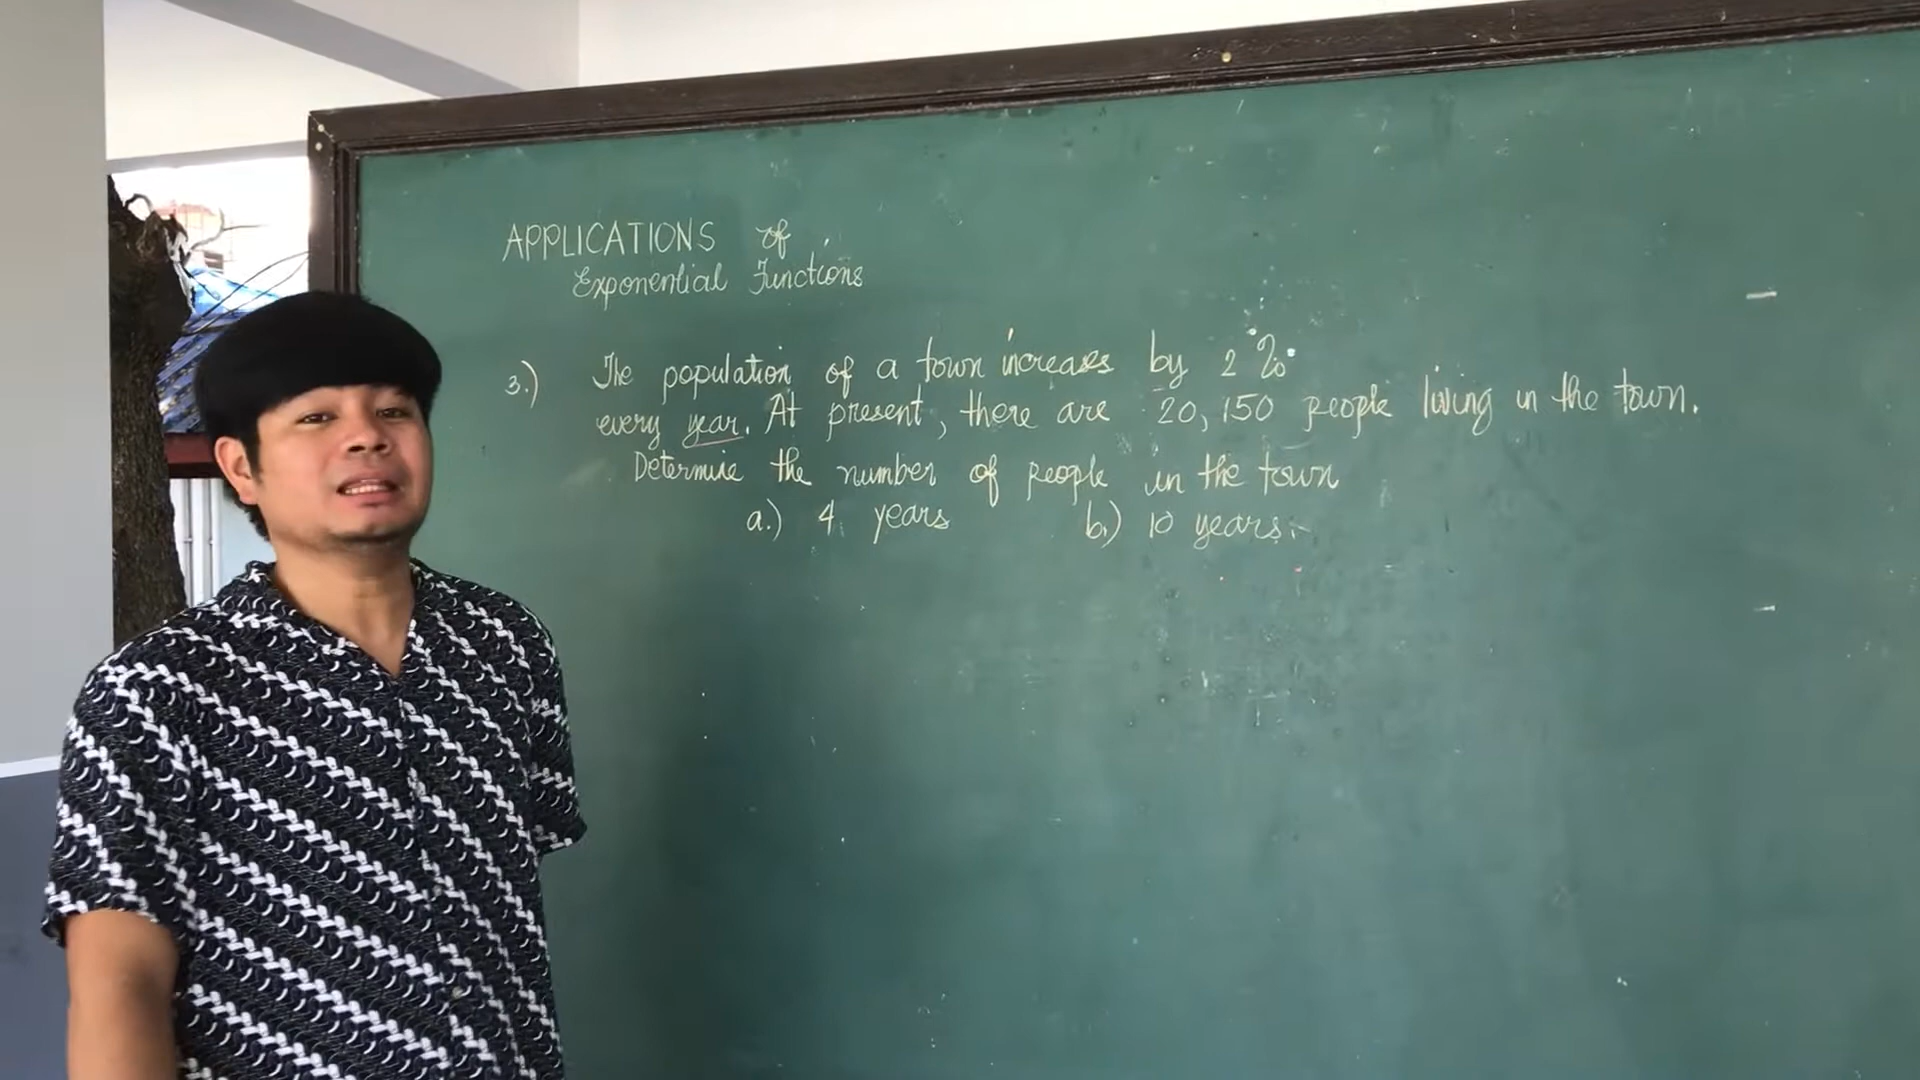 APPLICATIONS of
Exponential Functions
3.) The population of a town increases by 2%
every year. At present, there are 20,150 people living in the town.
Determine the number of people in the town
a.) 4 years b.) 10 years.